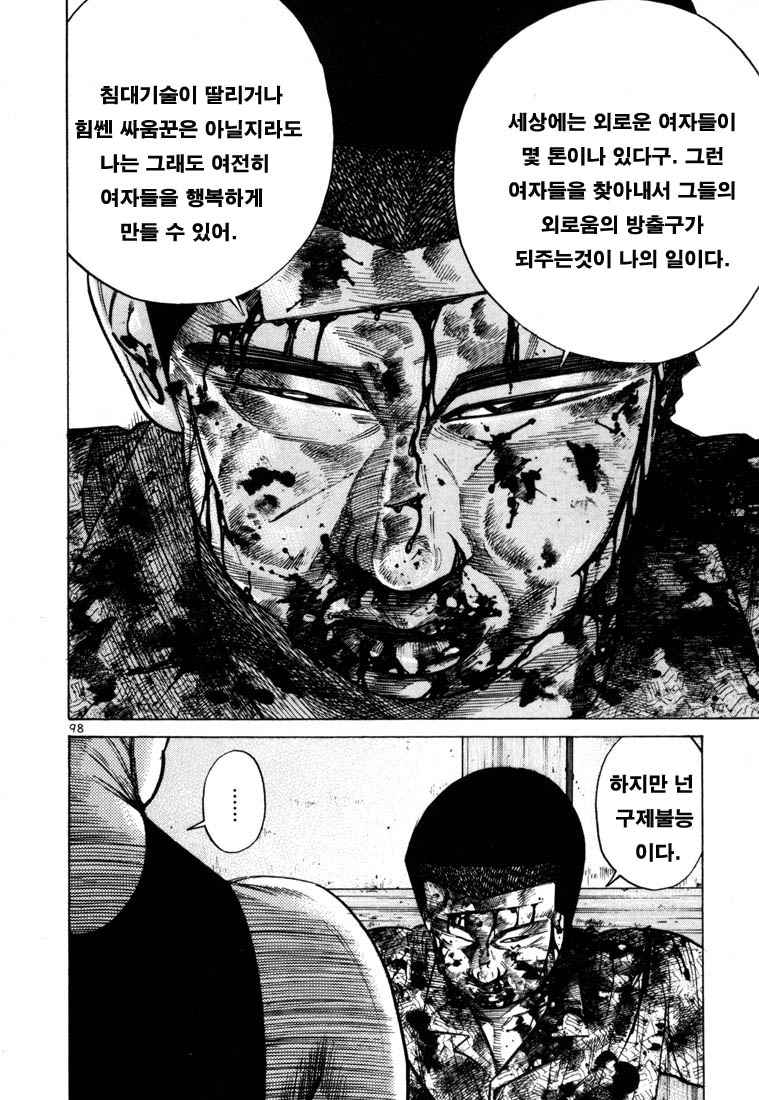 세상에는 외로운 여자들이
몇 톤이나 있다구. 그런
여자들을 찾아내서 그들의
외로움의 방출구가
되주는것이 나의 일이다.
침대기술이 딸리거나
힘쎈 싸움꾼은 아닐지라도
나는 그래도 여전히
여자들을 행복하게
만들 수 있어.
98
하지만 넌
구제불능
이다.
......